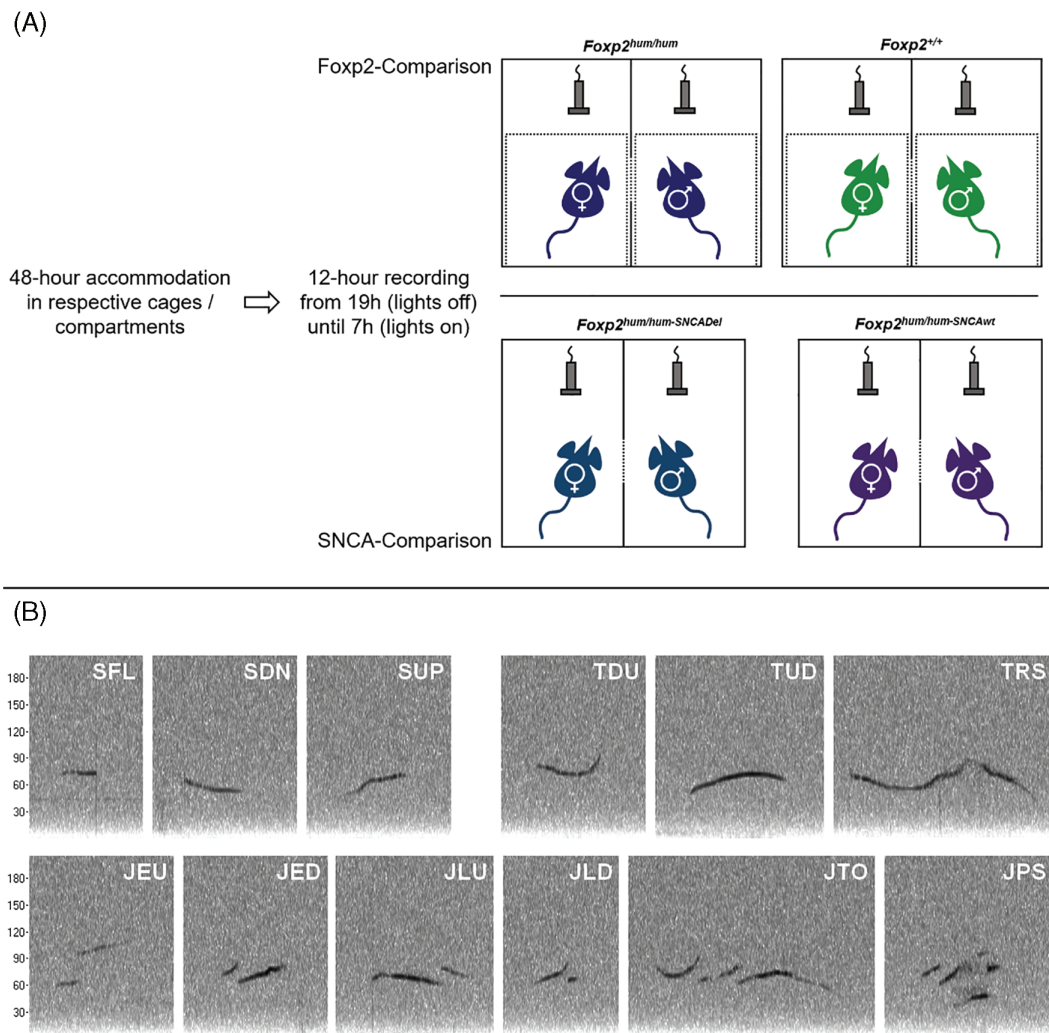 (A)
Foxp2hum/hum
Foxp2+/+
Foxp2-Comparison
48-hour accommodation
in respective cages /
compartments
12-hour recording
from 19h (lights off)
until 7h (lights on)
Foxp2hum/hum-SNCADel
Foxp2hum/hum-SNCAwt
SNCA-Comparison
(B)
SFL SDN SUP TDU TUD TRS
180
150
120
90
60
30
JEU JED JLU JLD JTO JPS
180
150
120
90
60
30